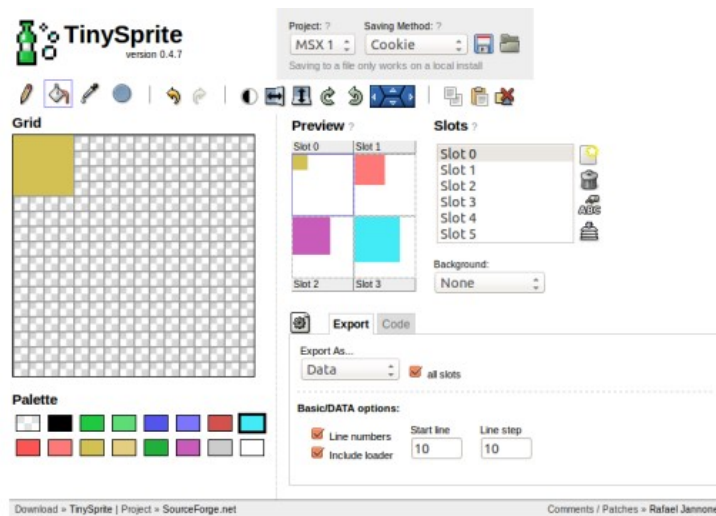 TinySprite
version 0.4.7
Project: ? Saving Method: ?
MSX 1 Cookie
Saving to a file only works on a local install
Grid
Preview ?
Slot 0 Slot 1
Slot 2 Slot 3
Slots ?
Slot 0
Slot 1
Slot 2
Slot 3
Slot 4
Slot 5
ABC
Background:
None
Export Code
Export As...
Data all slots
Basic/DATA options:
Line numbers
Include loader
Start line Line step
10 10
Palette
Download » TinySprite | Project » SourceForge.net
Comments / Patches » Rafael Jannone